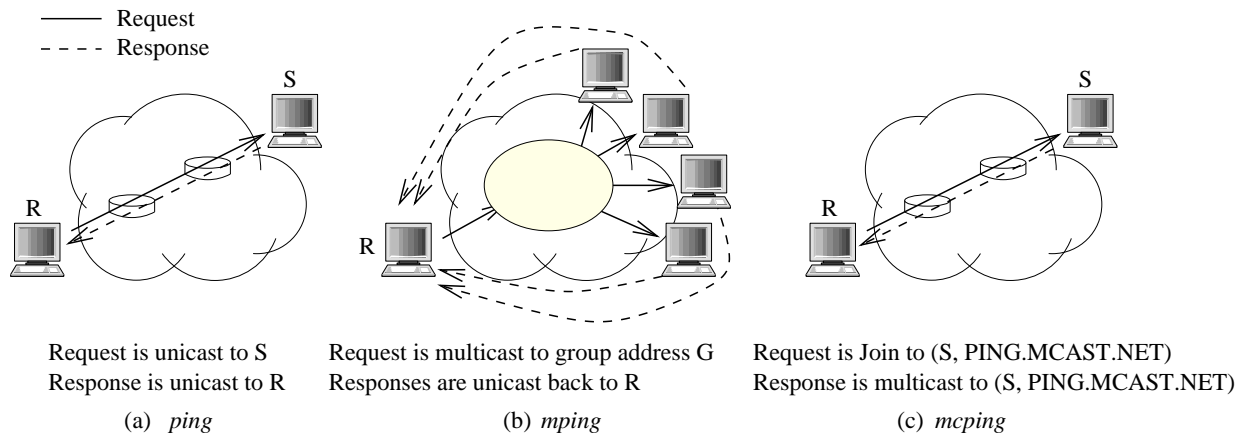 Request
Response
S
R
Request is unicast to S
Response is unicast to R
(a) ping
R
Request is multicast to group address G
Responses are unicast back to R
(b) mping
S
R
Request is Join to (S, PING.MCAST.NET)
Response is multicast to (S, PING.MCAST.NET)
(c) mcping